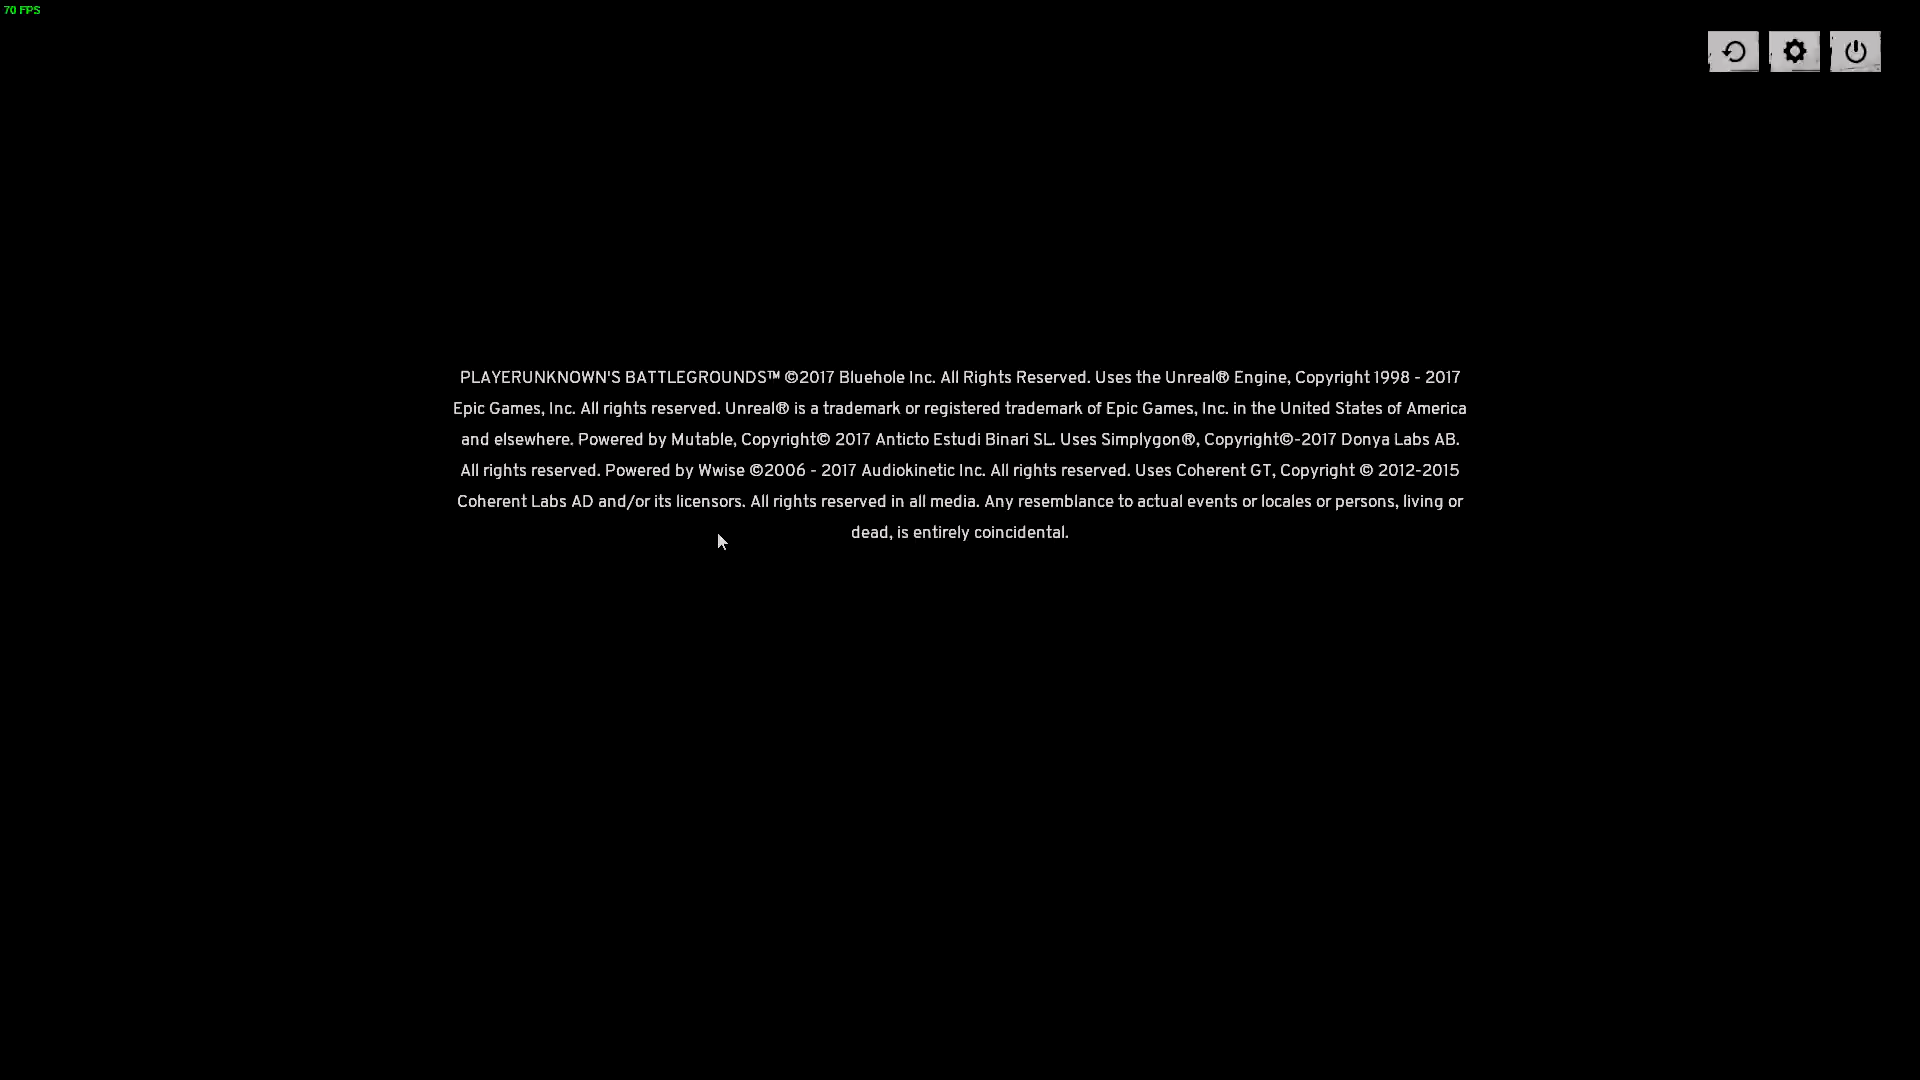 70 FPS
PLAYERUNKNOWN'S BATTLEGROUNDS™ ©2017 Bluehole Inc. All Rights Reserved. Uses the Unreal® Engine, Copyright 1998 - 2017
Epic Games, Inc. All rights reserved. Unreal® is a trademark or registered trademark of Epic Games, Inc. in the United States of America
and elsewhere. Powered by Mutable, Copyright© 2017 Anticto Estudi Binari SL. Uses Simplygon®, Copyright©-2017 Donya Labs AB.
All rights reserved. Powered by Wwise ©2006 - 2017 Audiokinetic Inc. All rights reserved. Uses Coherent GT, Copyright © 2012-2015
Coherent Labs AD and/or its licensors. All rights reserved in all media. Any resemblance to actual events or locales or persons, living or
dead, is entirely coincidental.